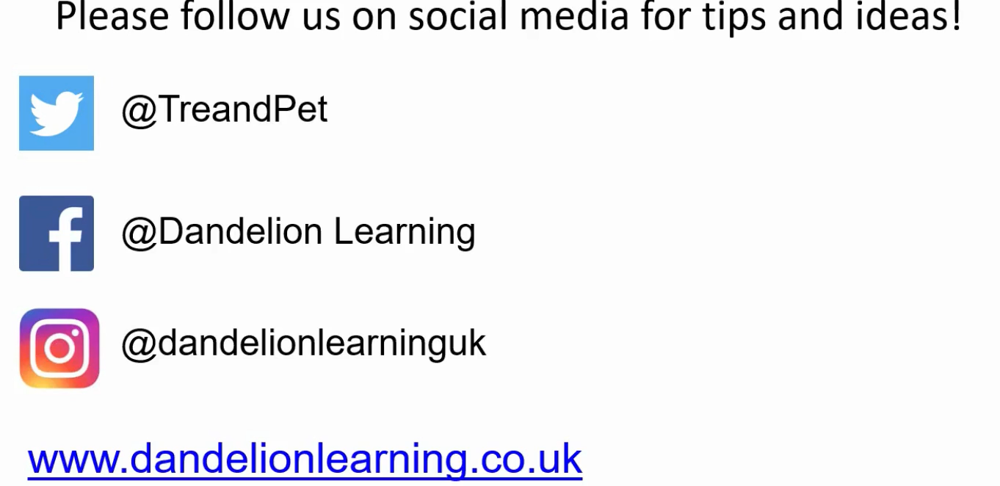 Please follow us on social media for tips and ideas!
@TreandPet
@Dandelion Learning
@dandelionlearninguk
www.dandelionlearning.co.uk